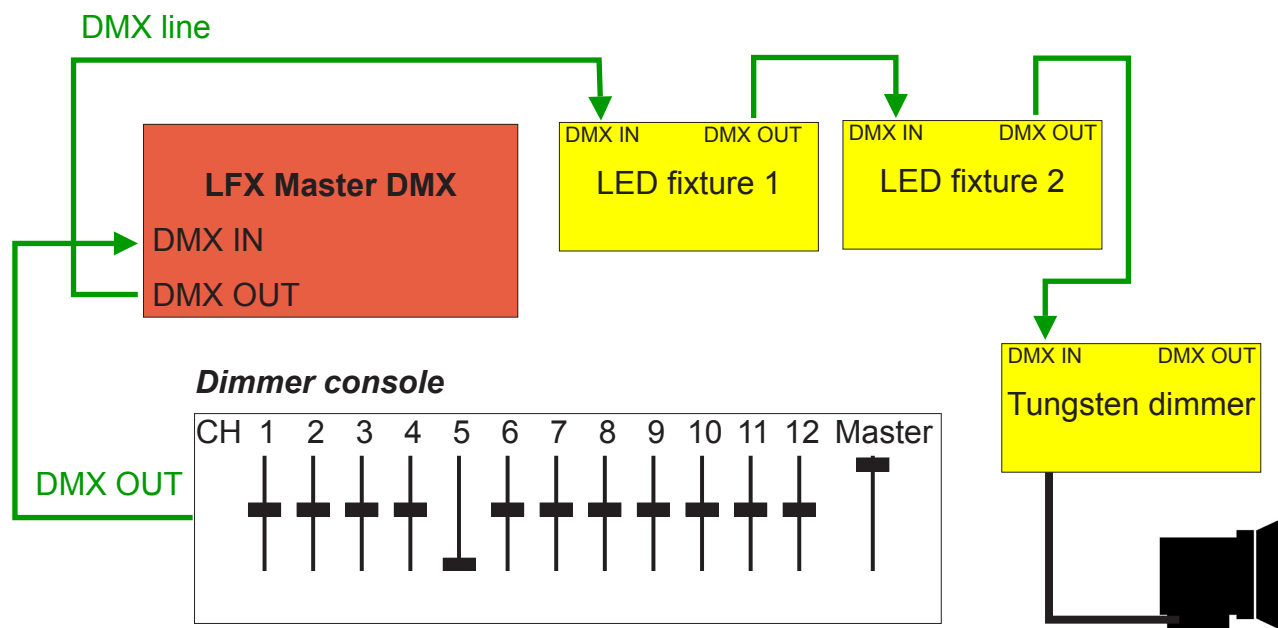 DMX line
DMX IN DMX OUT
LED fixture 1
DMX IN DMX OUT
LED fixture 2
LFX Master DMX
DMX IN
DMX OUT
DMX IN DMX OUT
Tungsten dimmer
Dimmer console
CH 1 2 3 4 5 6 7 8 9 10 11 12 Master
DMX OUT